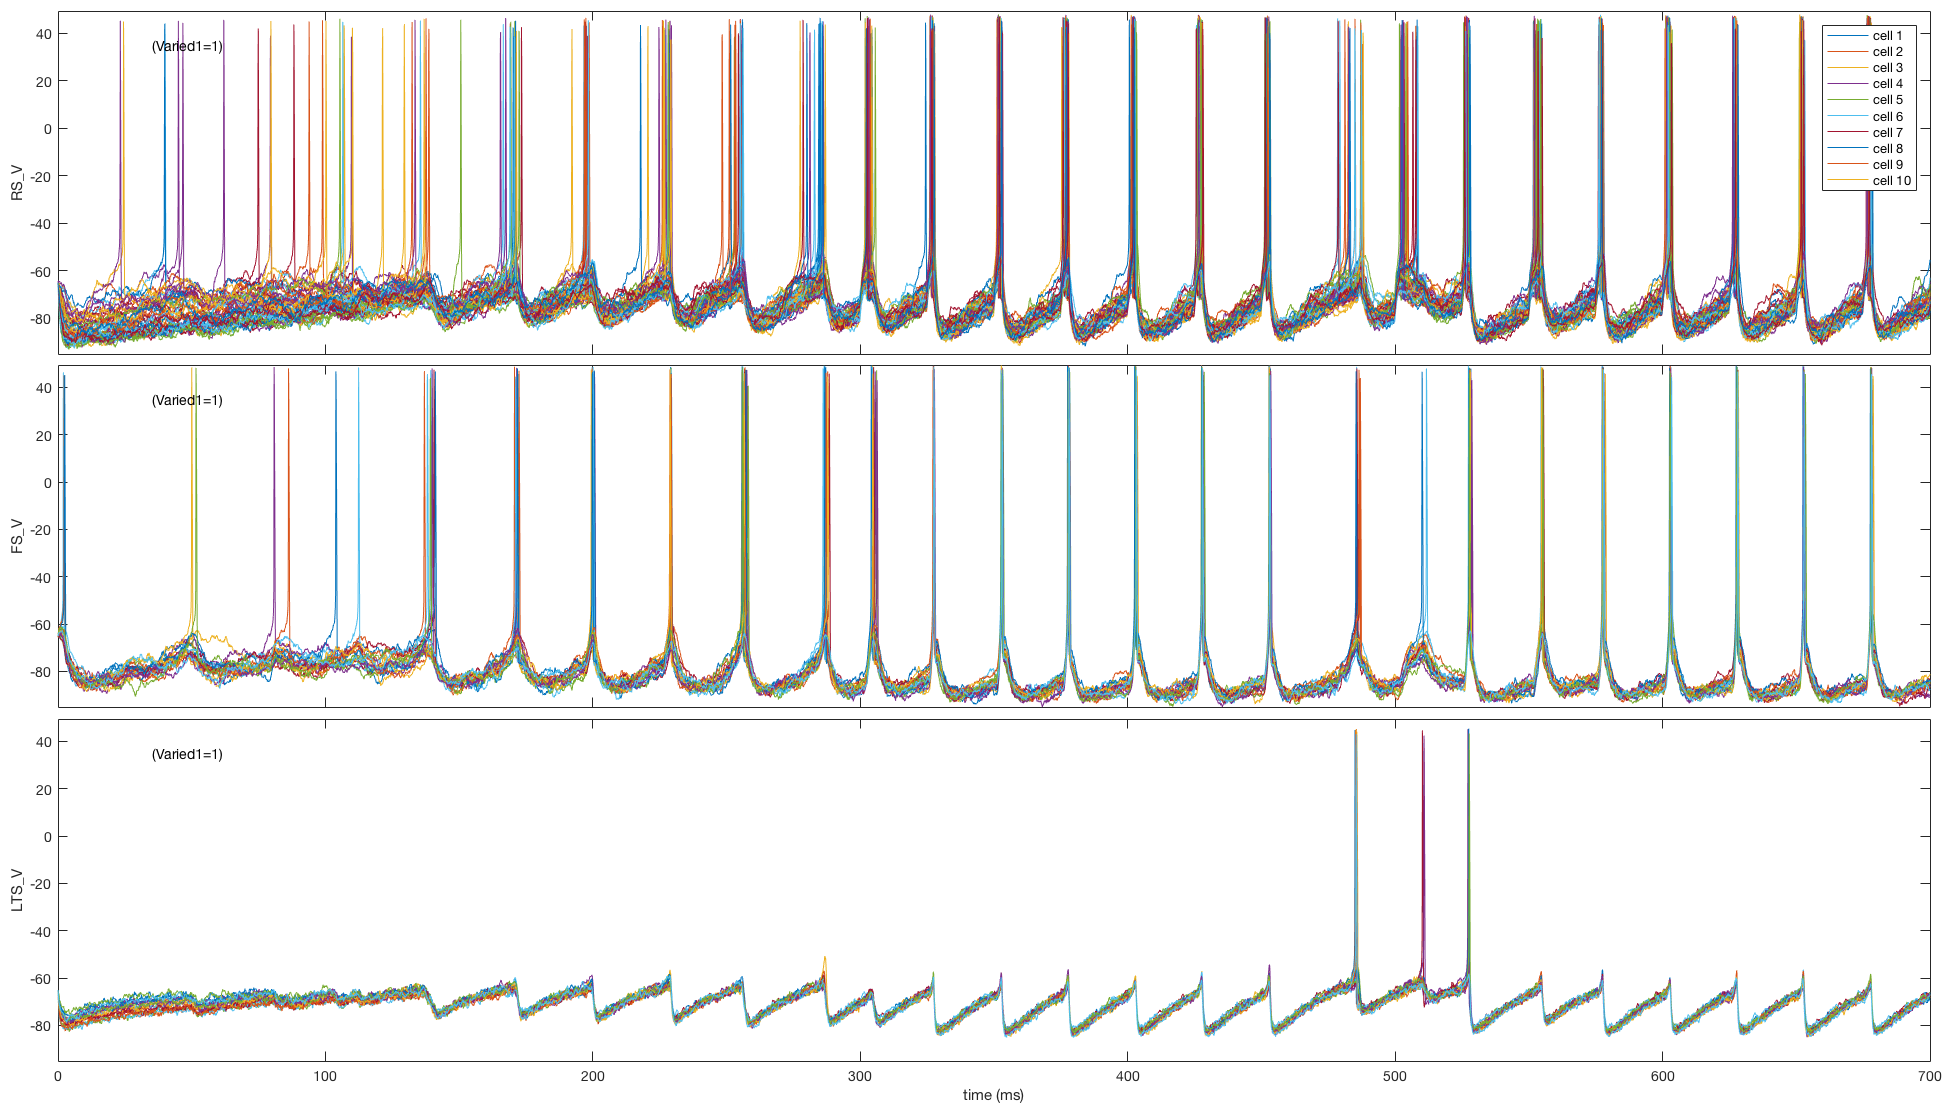 40
20
0
-20
-40
-60
-80
RS_V
(Varied1=1)
cell 1
cell 2
cell 3
cell 4
cell 5
cell 6
cell 7
cell 8
cell 9
cell 10
40
20
0
-20
-40
-60
-80
FS_V
(Varied1=1)
40
20
0
-20
-40
-60
-80
LTS_V
(Varied1=1)
0 100 200 300 400 500 600 700
time (ms)